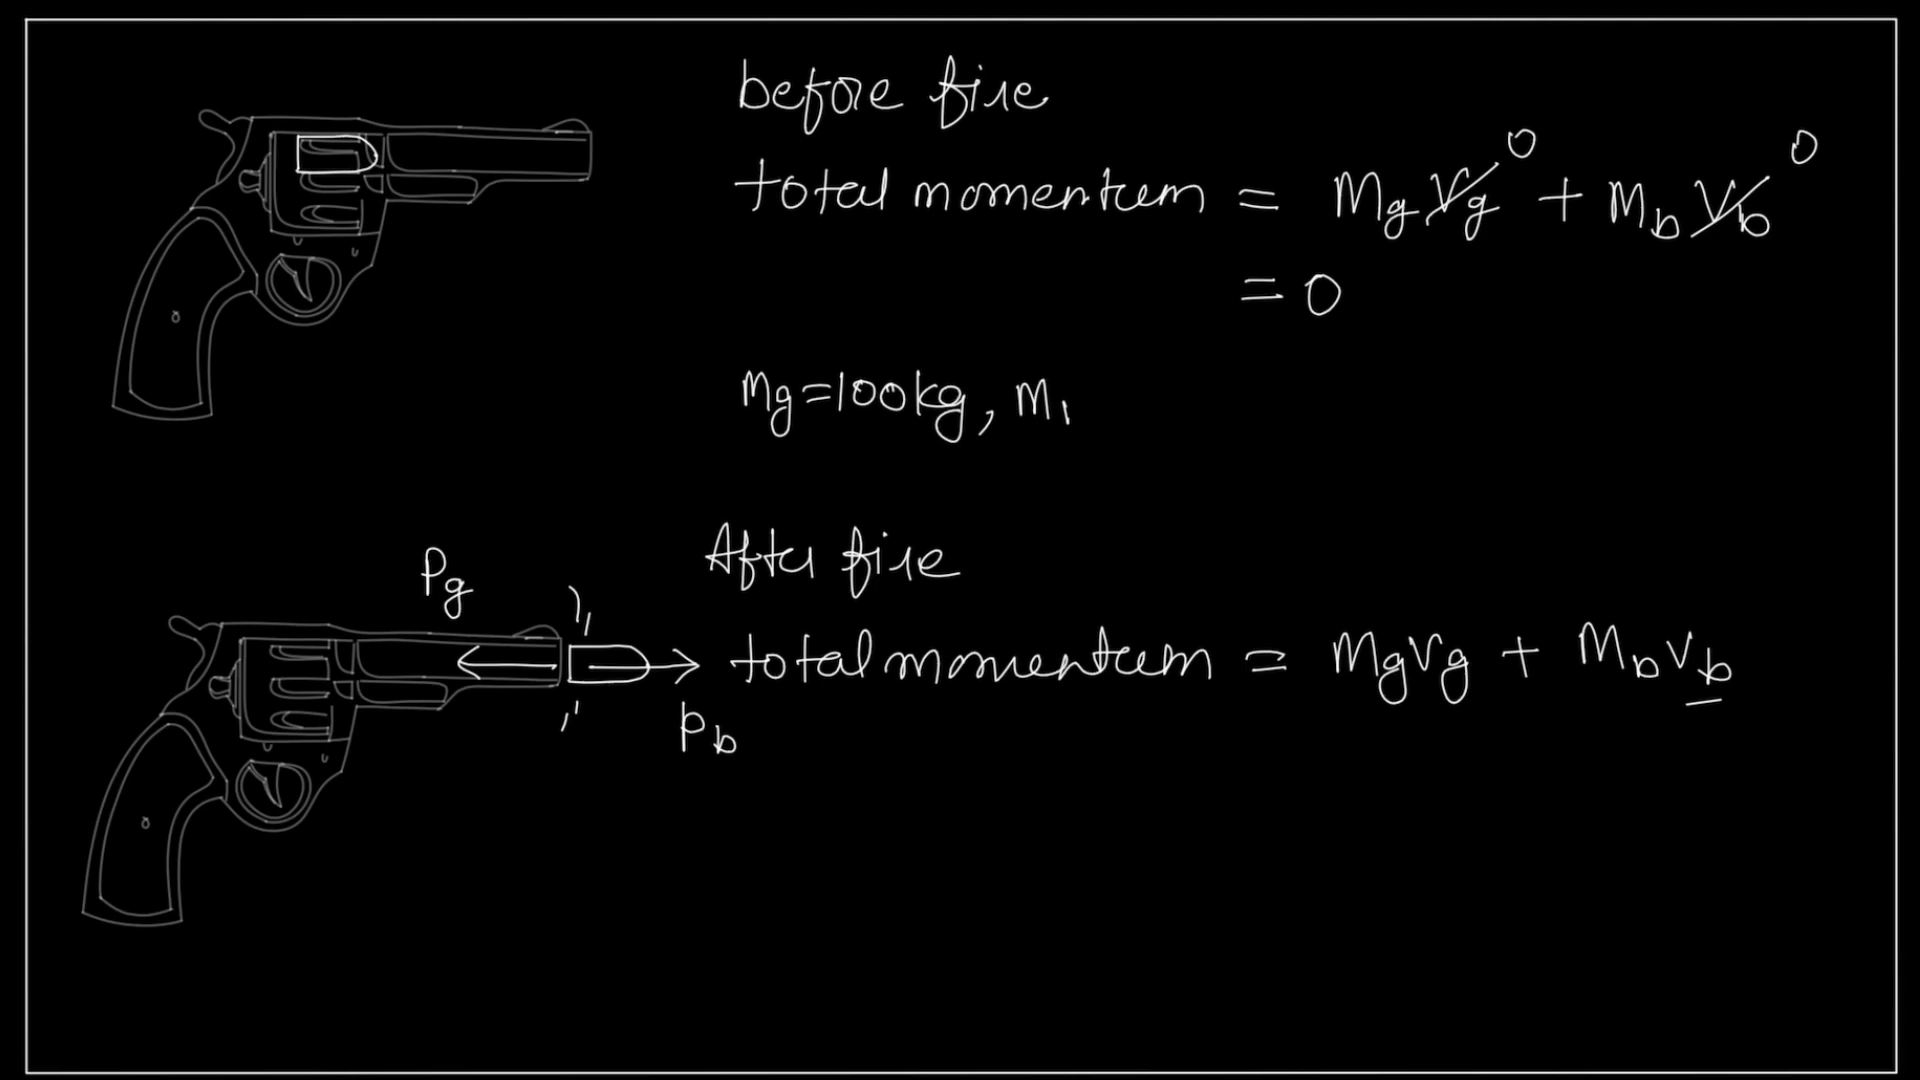 before fire
total momentum = Mg Vg 0 + Mb Vb 0
= 0
Mg=100kg, M1
After fire
Pg
total momentum = MgVg + MbVb
Pb